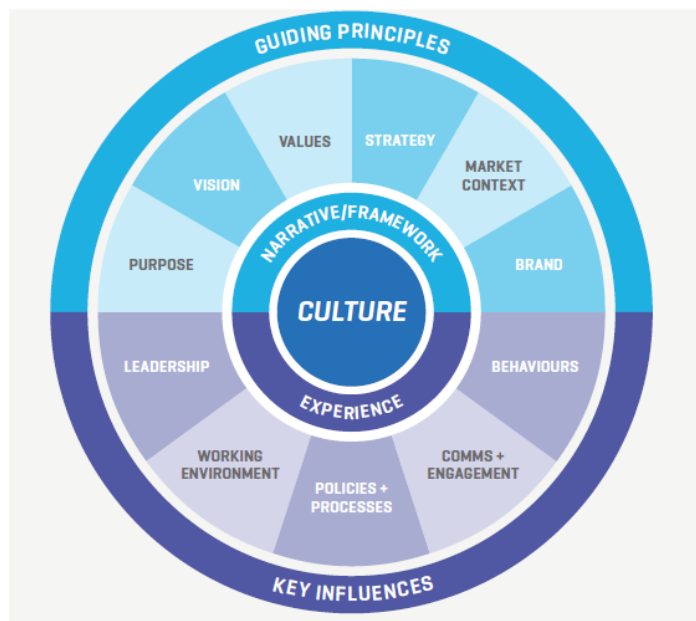 GUIDING PRINCIPLES
VALUES
STRATEGY
MARKET
CONTEXT
VISION
PURPOSE
BRAND
NARRATIVE/FRAMEWORK
CULTURE
EXPERIENCE
LEADERSHIP
BEHAVIOURS
WORKING
ENVIRONMENT
COMMS +
ENGAGEMENT
POLICIES +
PROCESSES
KEY INFLUENCES